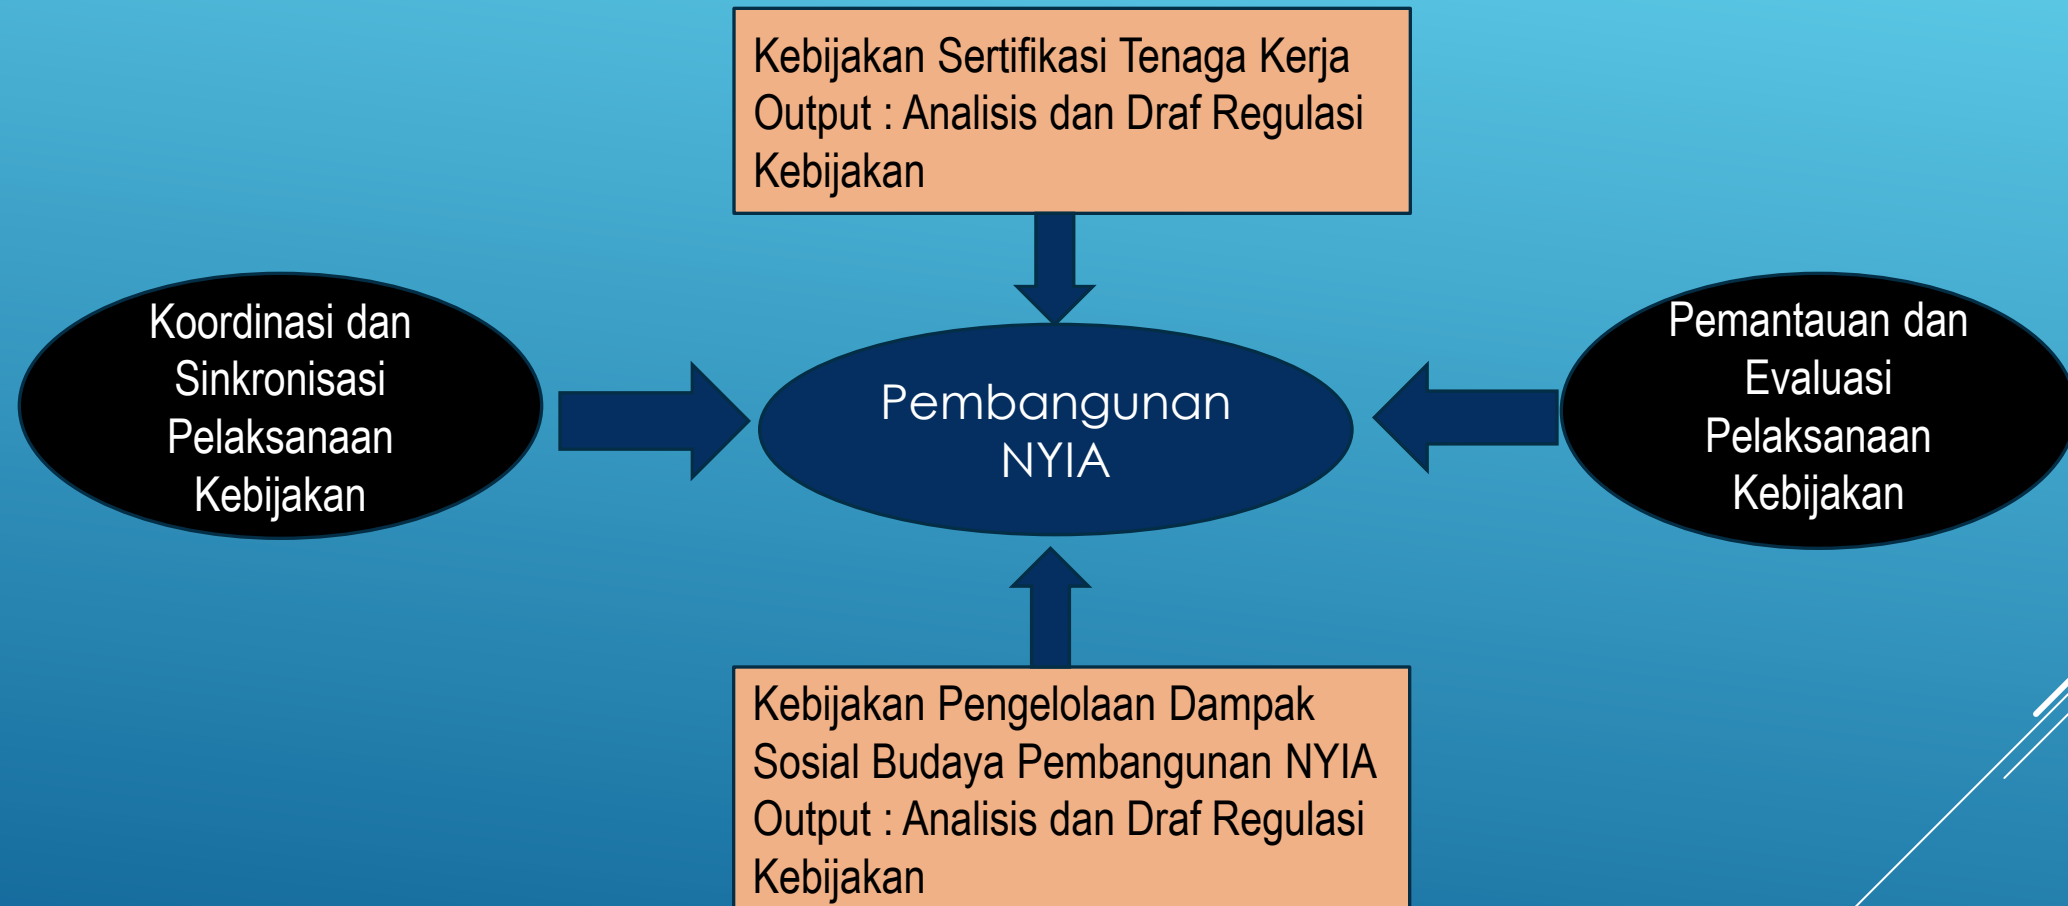 Kebijakan Sertifikasi Tenaga Kerja
Output : Analisis dan Draf Regulasi
Kebijakan
Koordinasi dan
Sinkronisasi
Pelaksanaan
Kebijakan
Pembangunan
NYIA
Pemantauan dan
Evaluasi
Pelaksanaan
Kebijakan
Kebijakan Pengelolaan Dampak
Sosial Budaya Pembangunan NYIA
Output : Analisis dan Draf Regulasi
Kebijakan